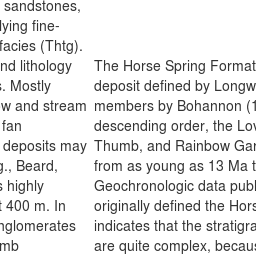 sandstones,
lying fine-
facies (Thtg).
nd lithology
s. Mostly
w and stream
fan
deposits may
g., Beard,
s highly
t 400 m. In
nglomerates
mb
The Horse Spring Format
deposit defined by Longw
members by Bohannon (1
descending order, the Lov
Thumb, and Rainbow Gar
from as young as 13 Ma t
Geochronologic data publ
originally defined the Hors
indicates that the stratigra
are quite complex, becaus